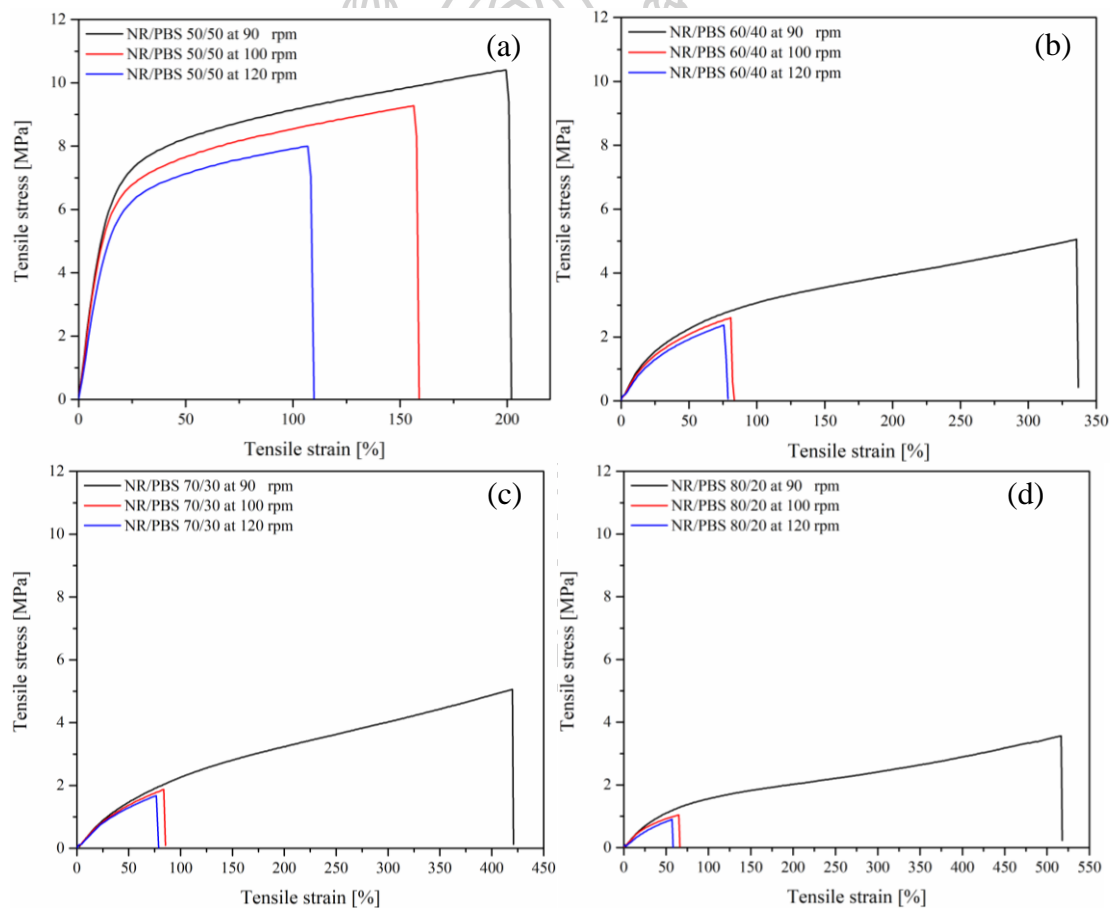 (a)
NR/PBS 50/50 at 90 rpm
NR/PBS 50/50 at 100 rpm
NR/PBS 50/50 at 120 rpm
Tensile stress [MPa]
12
10
8
6
4
2
0
0 50 100 150 200
Tensile strain [%]
(b)
NR/PBS 60/40 at 90 rpm
NR/PBS 60/40 at 100 rpm
NR/PBS 60/40 at 120 rpm
Tensile stress [MPa]
12
10
8
6
4
2
0
0 50 100 150 200 250 300 350
Tensile strain [%]
(c)
NR/PBS 70/30 at 90 rpm
NR/PBS 70/30 at 100 rpm
NR/PBS 70/30 at 120 rpm
Tensile stress [MPa]
12
10
8
6
4
2
0
0 50 100 150 200 250 300 350 400 450
Tensile strain [%]
(d)
NR/PBS 80/20 at 90 rpm
NR/PBS 80/20 at 100 rpm
NR/PBS 80/20 at 120 rpm
Tensile stress [MPa]
12
10
8
6
4
2
0
0 50 100 150 200 250 300 350 400 450 500 550
Tensile strain [%]